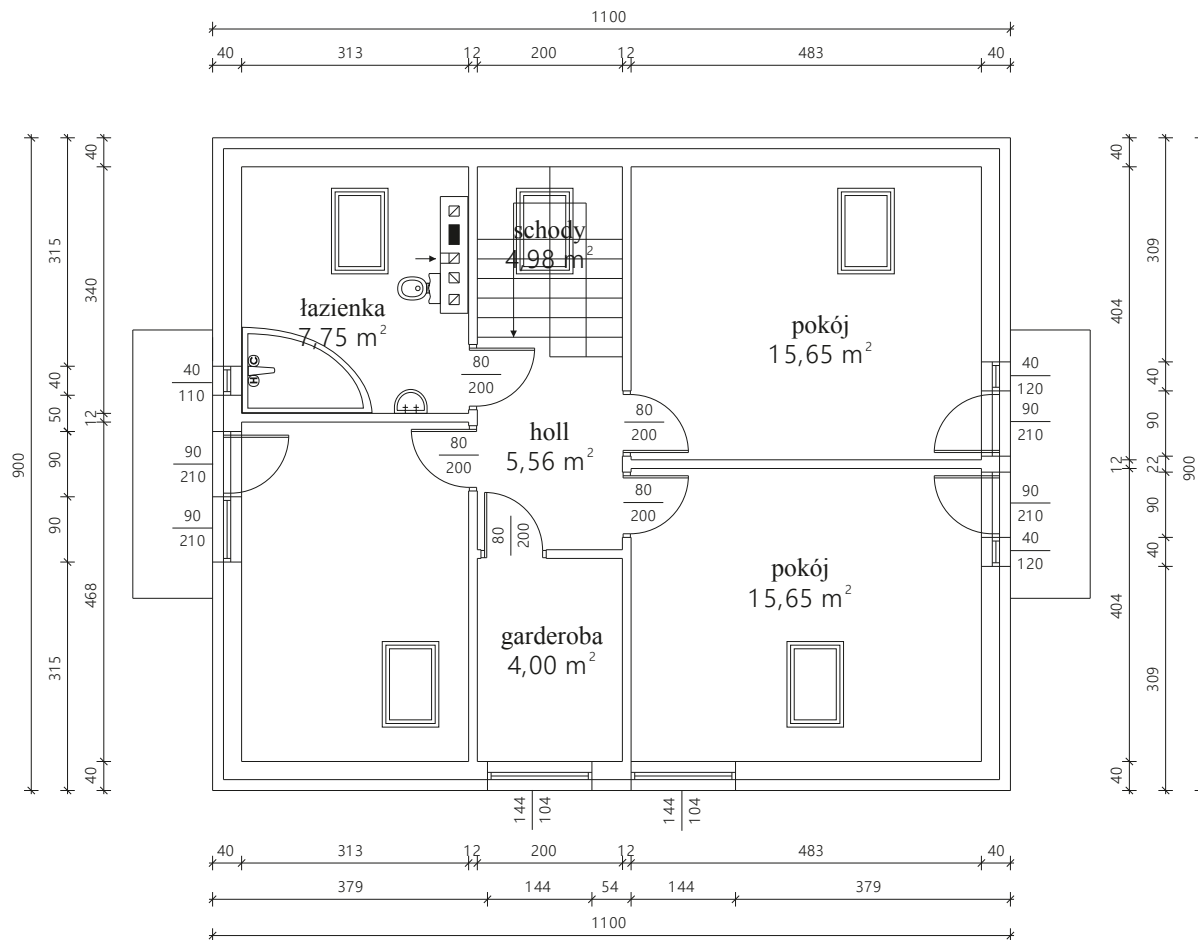 1100
40 313 12 200 12 483 40
900
40 315 40 50 90 90 315
40 340 12 468 40
schody
4,98 m²
łazienka
7,75 m²
H C
pokój
15,65 m²
holl
5,56 m²
pokój
15,65 m²
garderoba
4,00 m²
80
200
80
200
80
200
80
200
80
200
40
110
90
210
90
210
40
120
90
210
90
210
40
120
144
104
144
104
40 404 12 404 40
309 40 90 22 90 40 309
900
40 313 12 200 12 483 40
379 144 54 144 379
1100